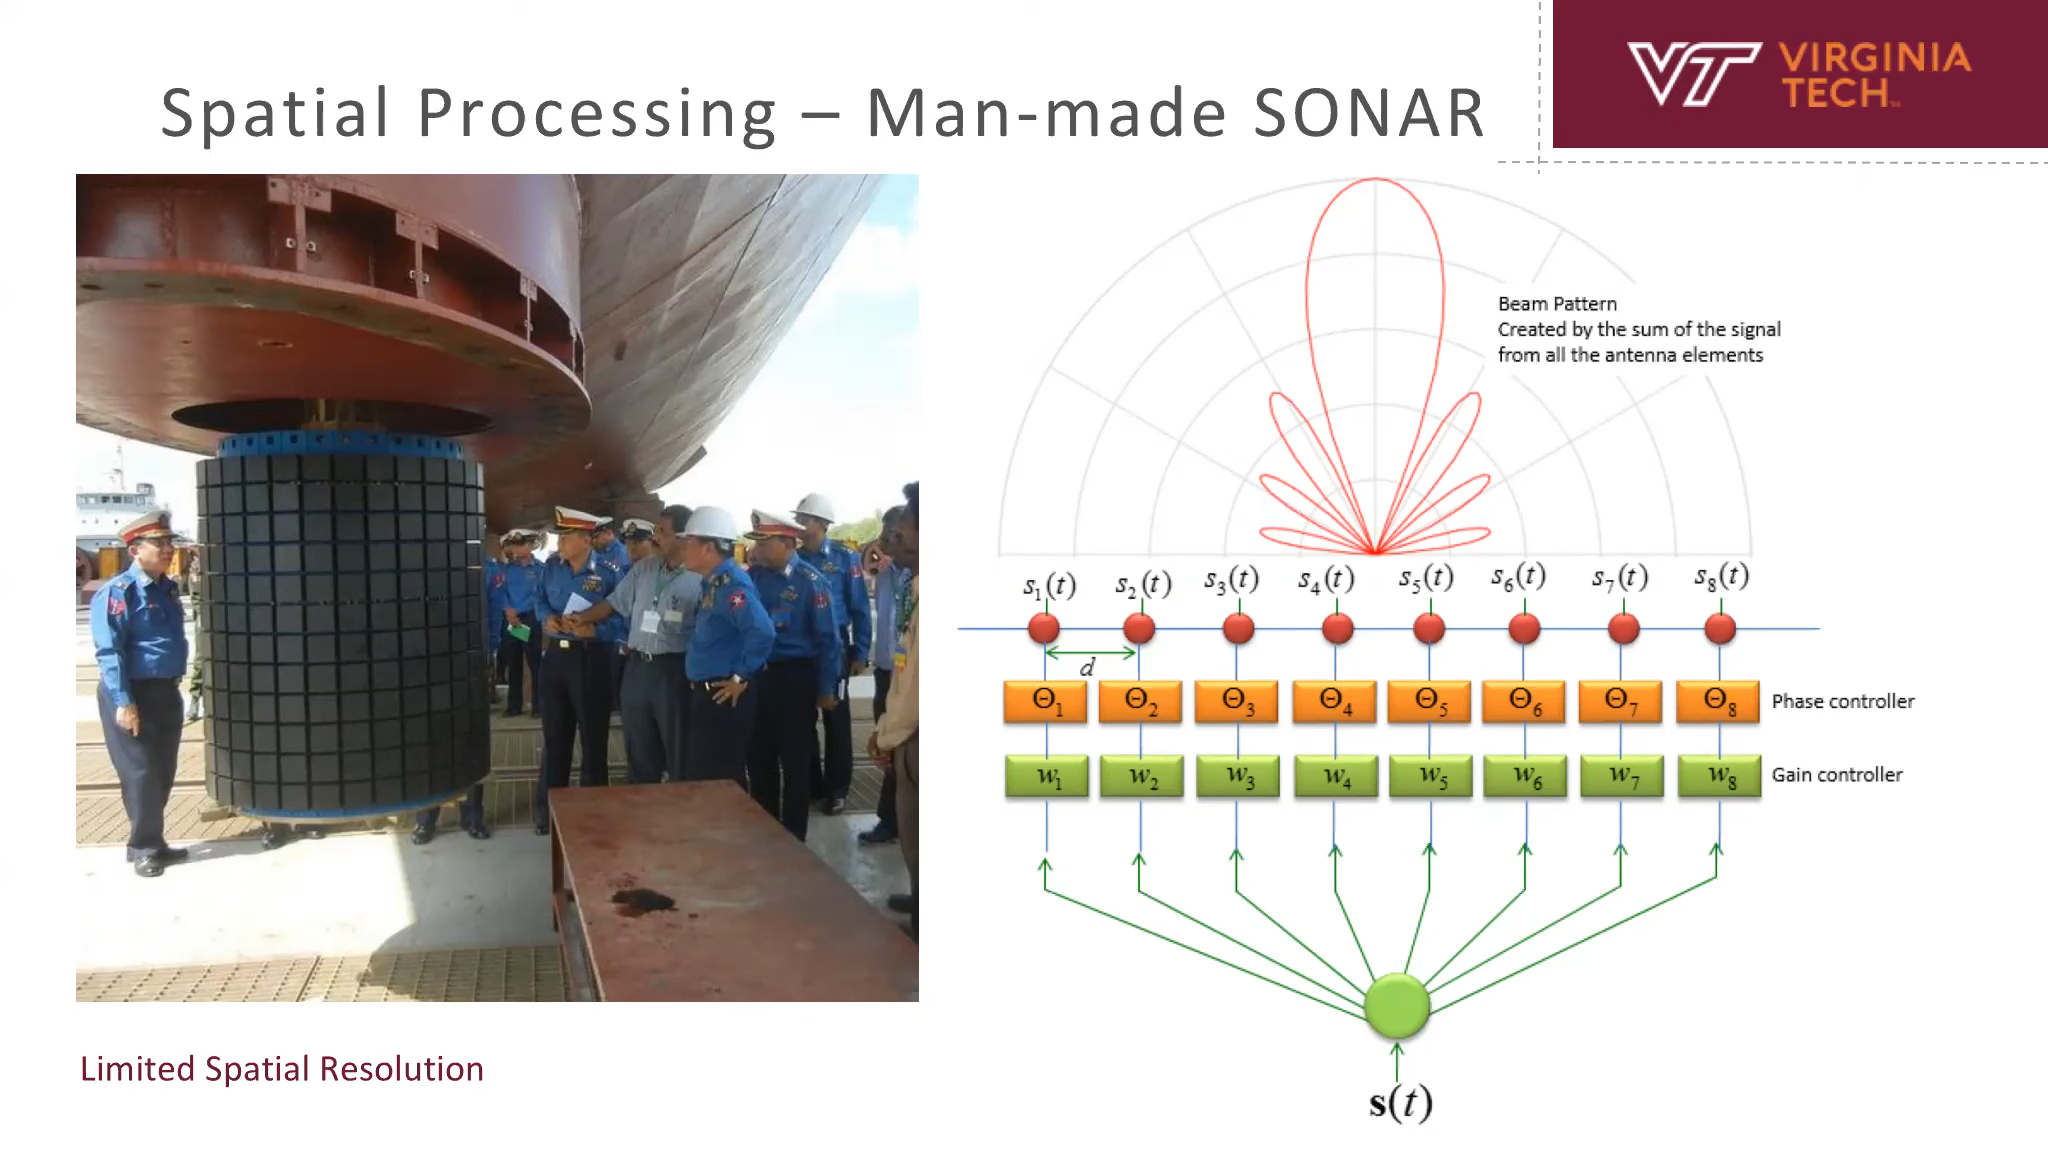 Spatial Processing – Man-made SONAR
VT VIRGINIA
TECH™
Beam Pattern
Created by the sum of the signal
from all the antenna elements
s₁(t) s₂(t) s₃(t) s₄(t) s₅(t) s₆(t) s₇(t) s₈(t)
d
Θ₁ Θ₂ Θ₃ Θ₄ Θ₅ Θ₆ Θ₇ Θ₈ Phase controller
w₁ w₂ w₃ w₄ w₅ w₆ w₇ w₈ Gain controller
s(t)
Limited Spatial Resolution